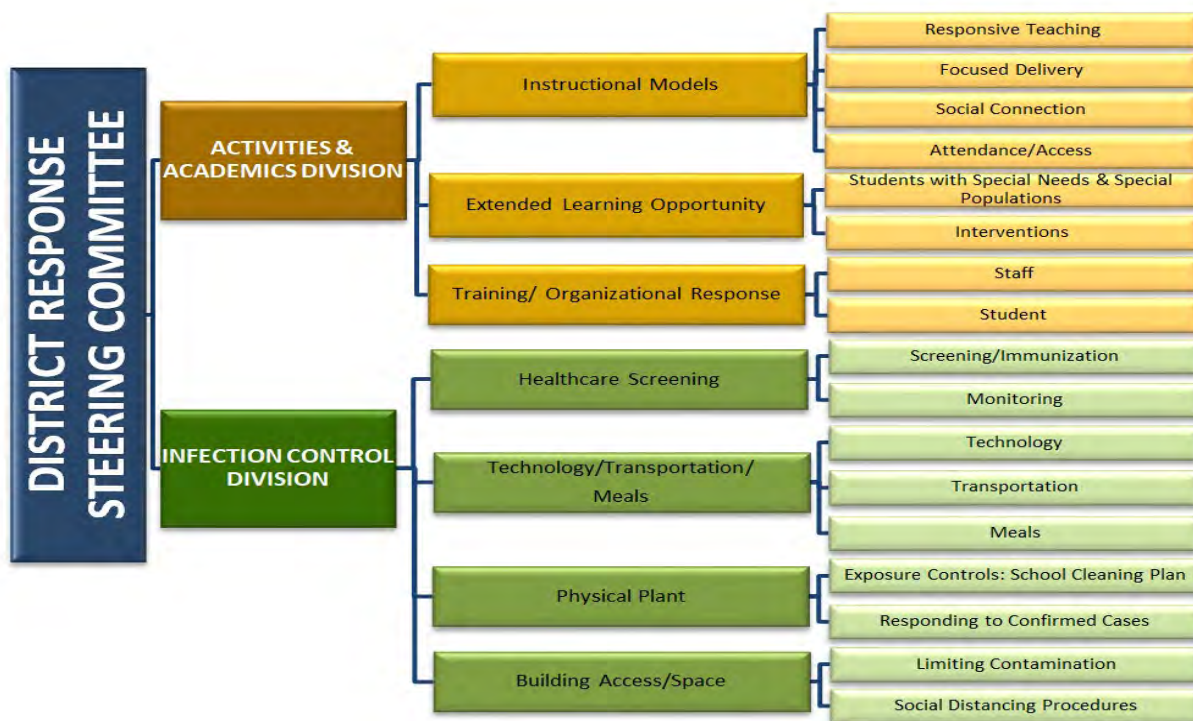 DISTRICT RESPONSE
STEERING COMMITTEE
ACTIVITIES &
ACADEMICS DIVISION
Instructional Models
Responsive Teaching
Focused Delivery
Social Connection
Attendance/Access
Extended Learning Opportunity
Students with Special Needs & Special
Populations
Interventions
Training/ Organizational Response
Staff
Student
INFECTION CONTROL
DIVISION
Healthcare Screening
Screening/Immunization
Monitoring
Technology/Transportation/
Meals
Technology
Transportation
Meals
Physical Plant
Exposure Controls: School Cleaning Plan
Responding to Confirmed Cases
Building Access/Space
Limiting Contamination
Social Distancing Procedures